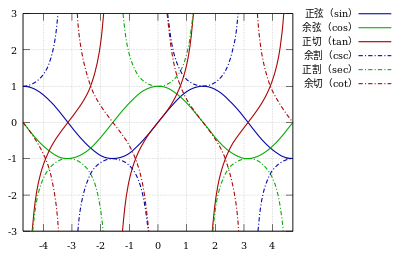 3
2
1
0
-1
-2
-3
-4 -3 -2 -1 0 1 2 3 4
正弦 (sin)
余弦 (cos)
正切 (tan)
余割 (csc)
正割 (sec)
余切 (cot)